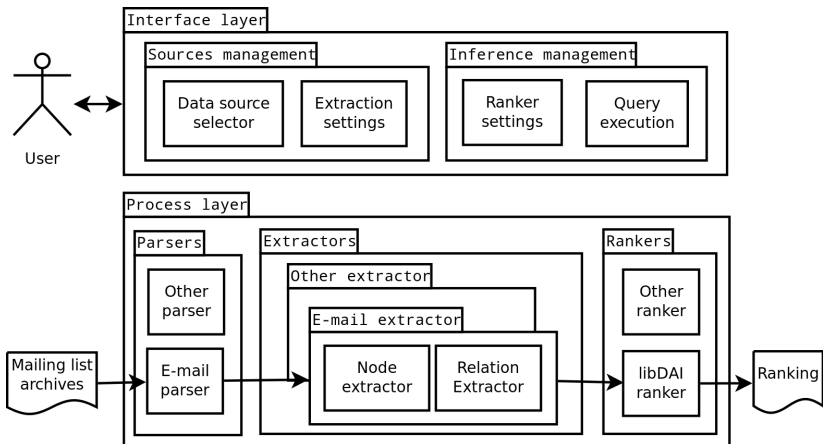 Interface layer
Sources management
Inference management
Data source
selector
Extraction
settings
Ranker
settings
Query
execution
User
Process layer
Parsers
Extractors
Rankers
Other
parser
Other extractor
Other
ranker
E-mail extractor
Mailing list
archives
E-mail
parser
Node
extractor
Relation
Extractor
libDAI
ranker
Ranking